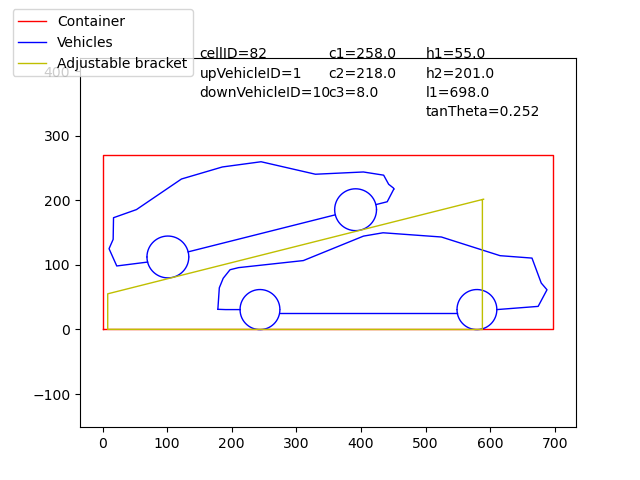 Container
Vehicles
Adjustable bracket
cellID=82 c1=258.0 h1=55.0
upVehicleID=1 c2=218.0 h2=201.0
downVehicleID=10 c3=8.0 l1=698.0
tanTheta=0.252
400
300
200
100
0
−100
0 100 200 300 400 500 600 700